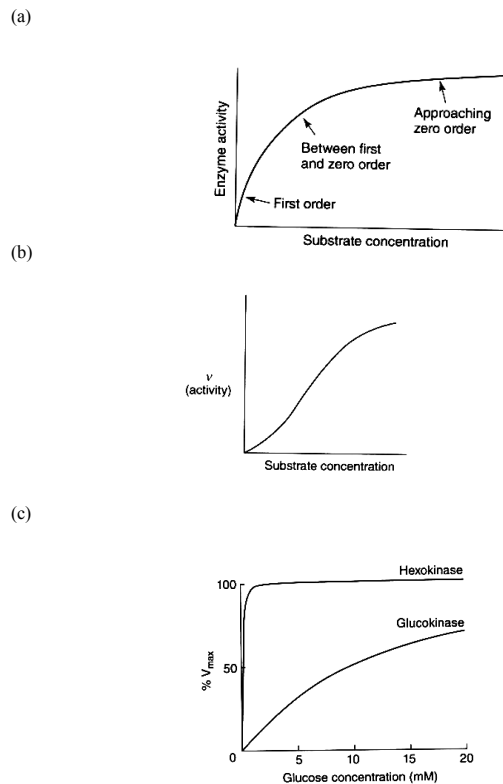 (a)
Enzyme activity
Approaching
zero order
Between first
and zero order
First order
Substrate concentration
(b)
v
(activity)
Substrate concentration
(c)
Hexokinase
100
Glucokinase
% Vmax
50
0
5
10
15
20
Glucose concentration (mM)